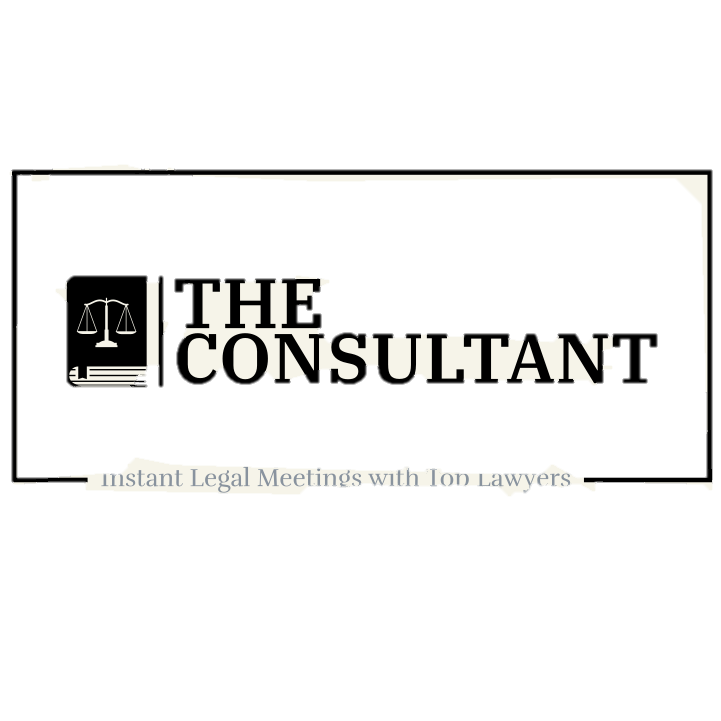 THE
CONSULTANT
Instant Legal Meetings with Top Lawyers